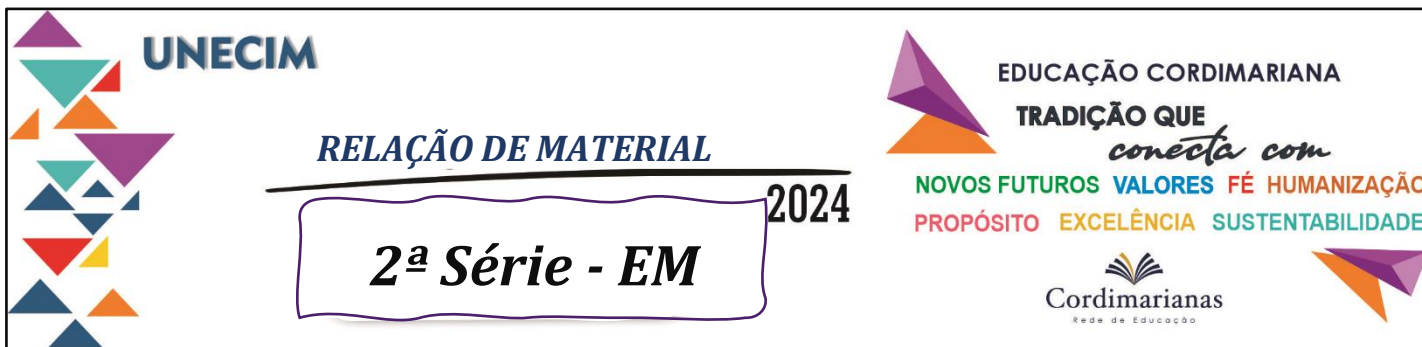 UNECIM
RELAÇÃO DE MATERIAL
2024
2ª Série - EM
EDUCAÇÃO CORDIMARIANA
TRADIÇÃO QUE
conecta com
NOVOS FUTUROS VALORES FÉ HUMANIZAÇÃO
PROPÓSITO EXCELÊNCIA SUSTENTABILIDADE
Cordimarianas
Rede de Educação